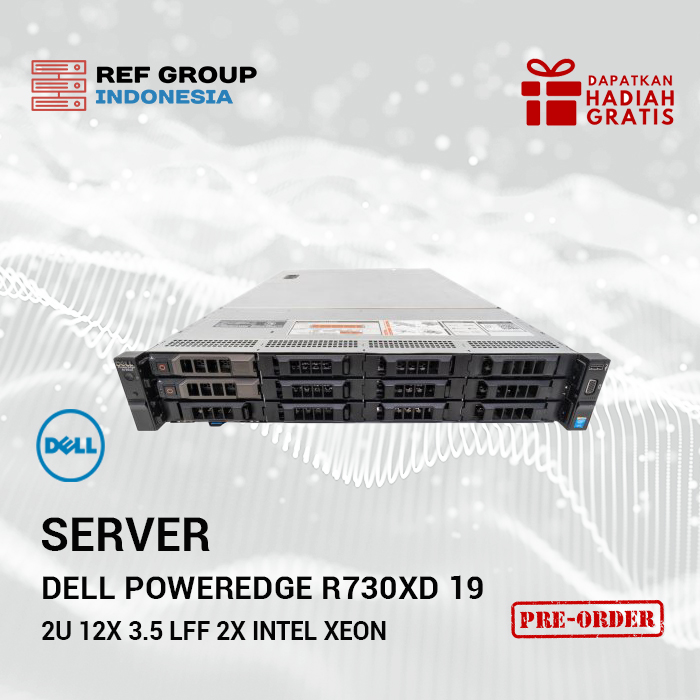 REF GROUP
INDONESIA
DAPATKAN
HADIAH
GRATIS
DELL
DELL
SERVER
DELL POWEREDGE R730XD 19
2U 12X 3.5 LFF 2X INTEL XEON
PRE-ORDER